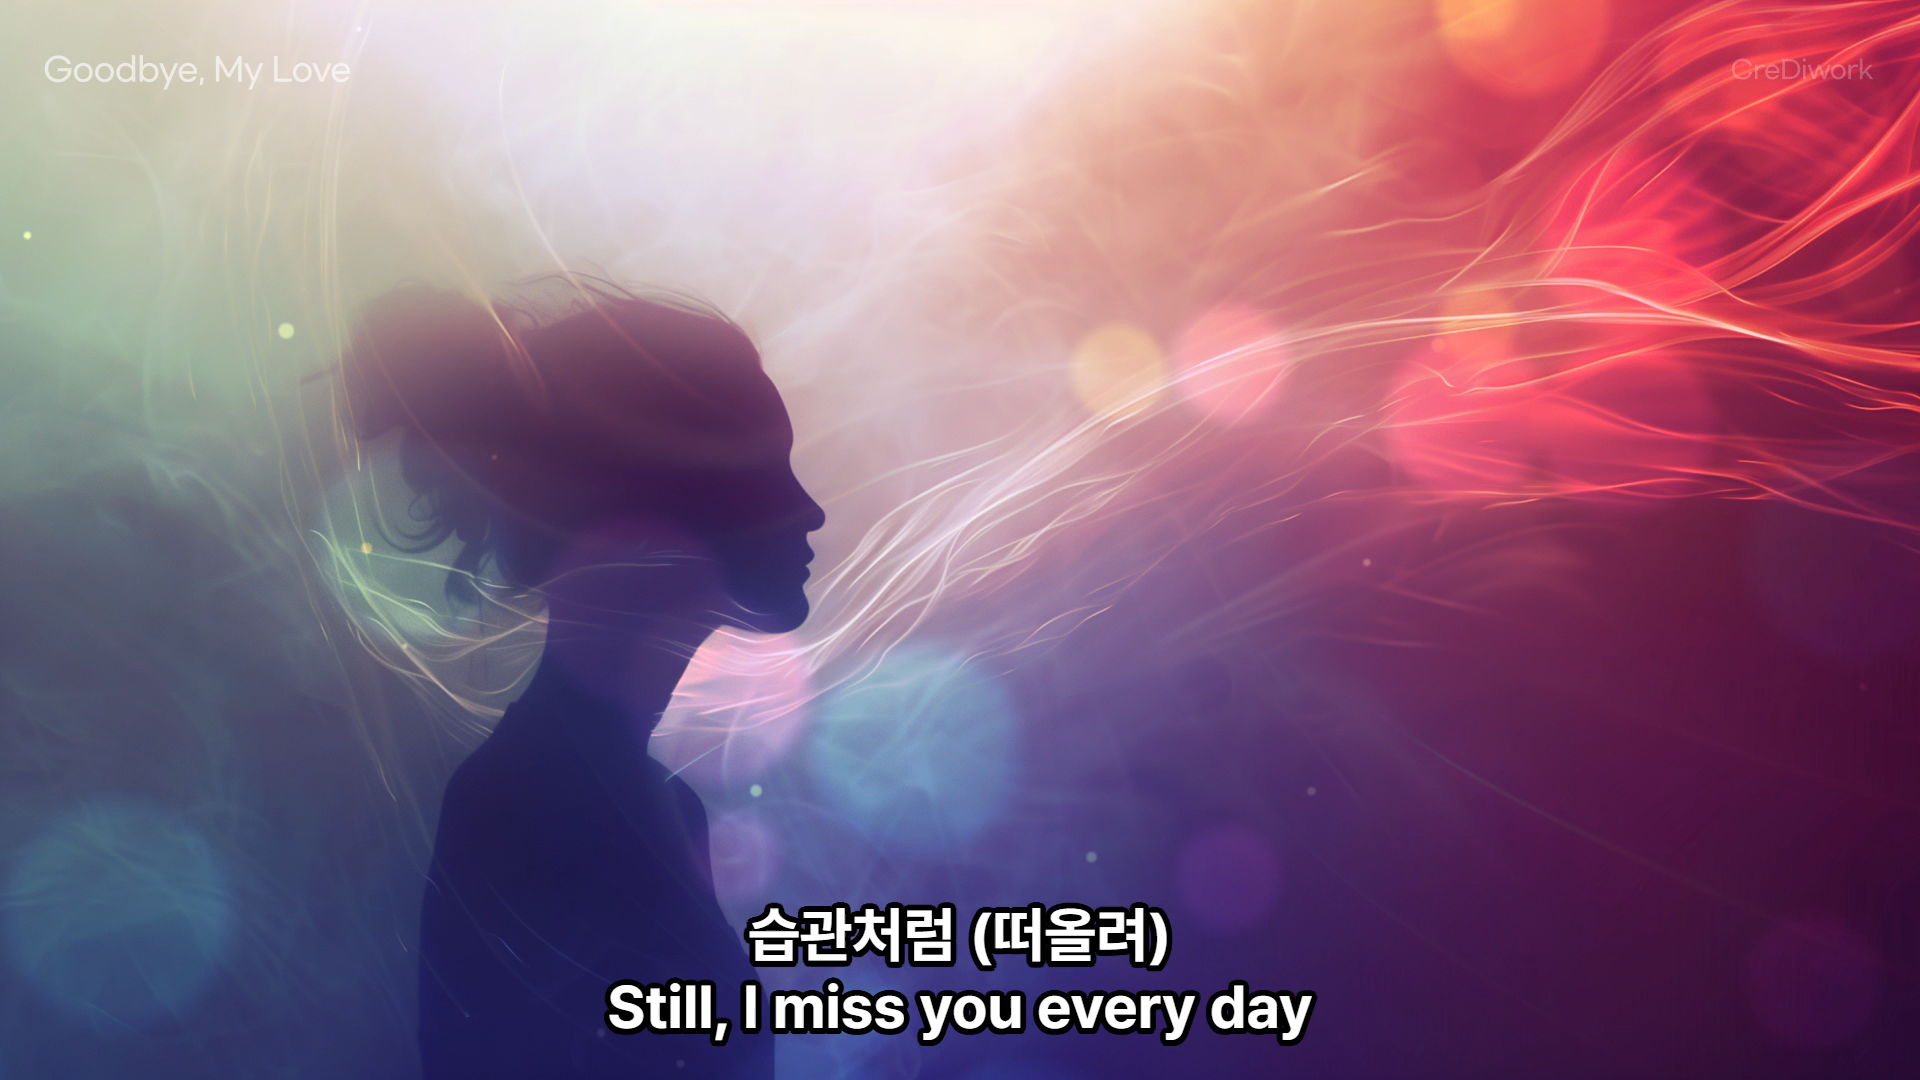 Goodbye, My Love
CreDiwork
습관처럼 (떠올려)
Still, I miss you every day